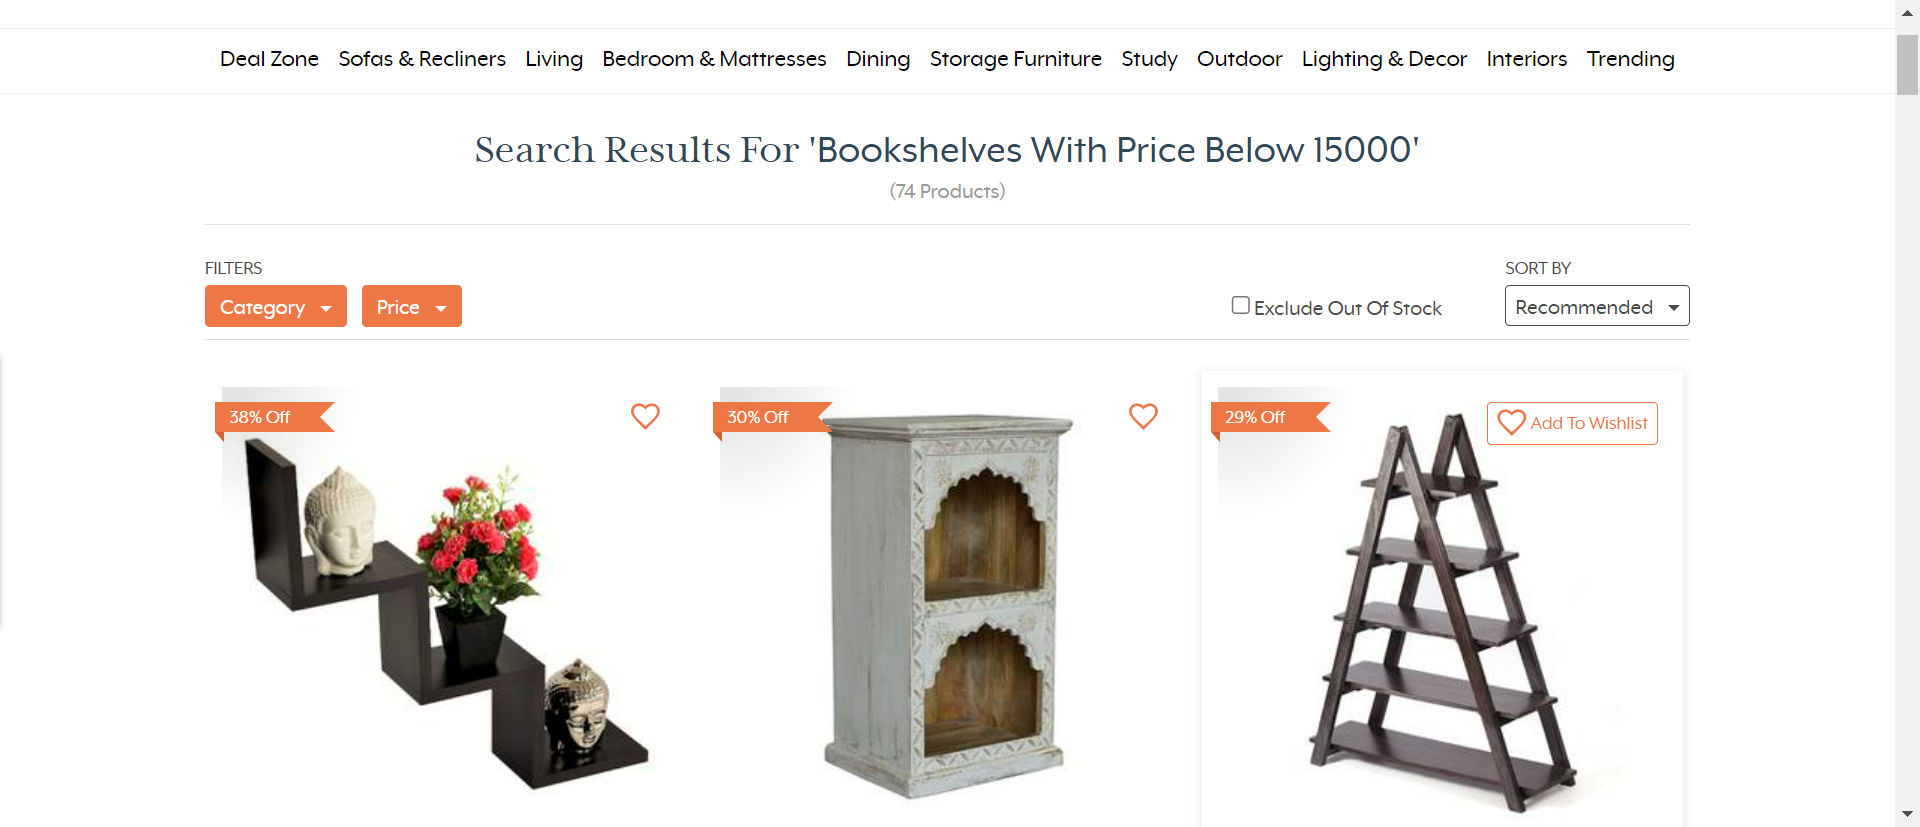 Deal Zone Sofas & Recliners Living Bedroom & Mattresses Dining Storage Furniture Study Outdoor Lighting & Decor Interiors Trending
Search Results For 'Bookshelves With Price Below 15000'
(74 Products)
FILTERS SORT BY
Category Price Exclude Out Of Stock Recommended
38% Off 30% Off 29% Off Add To Wishlist